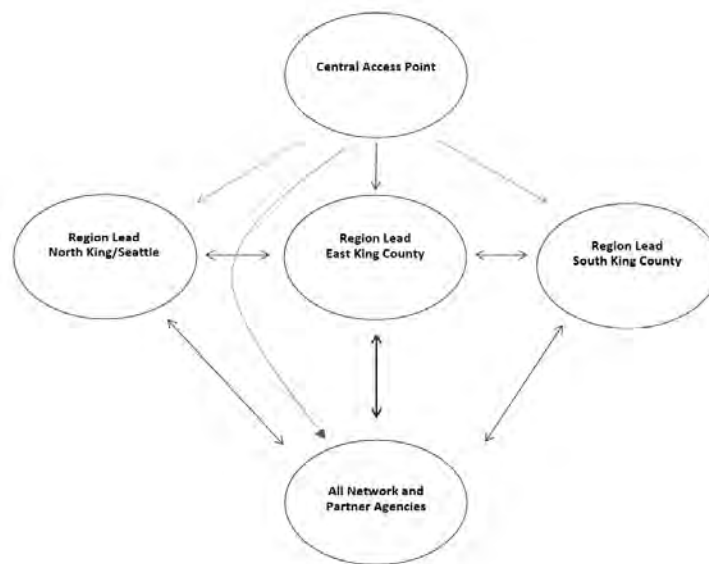 Central Access Point
Region Lead
North King/Seattle
Region Lead
East King County
Region Lead
South King County
All Network and
Partner Agencies